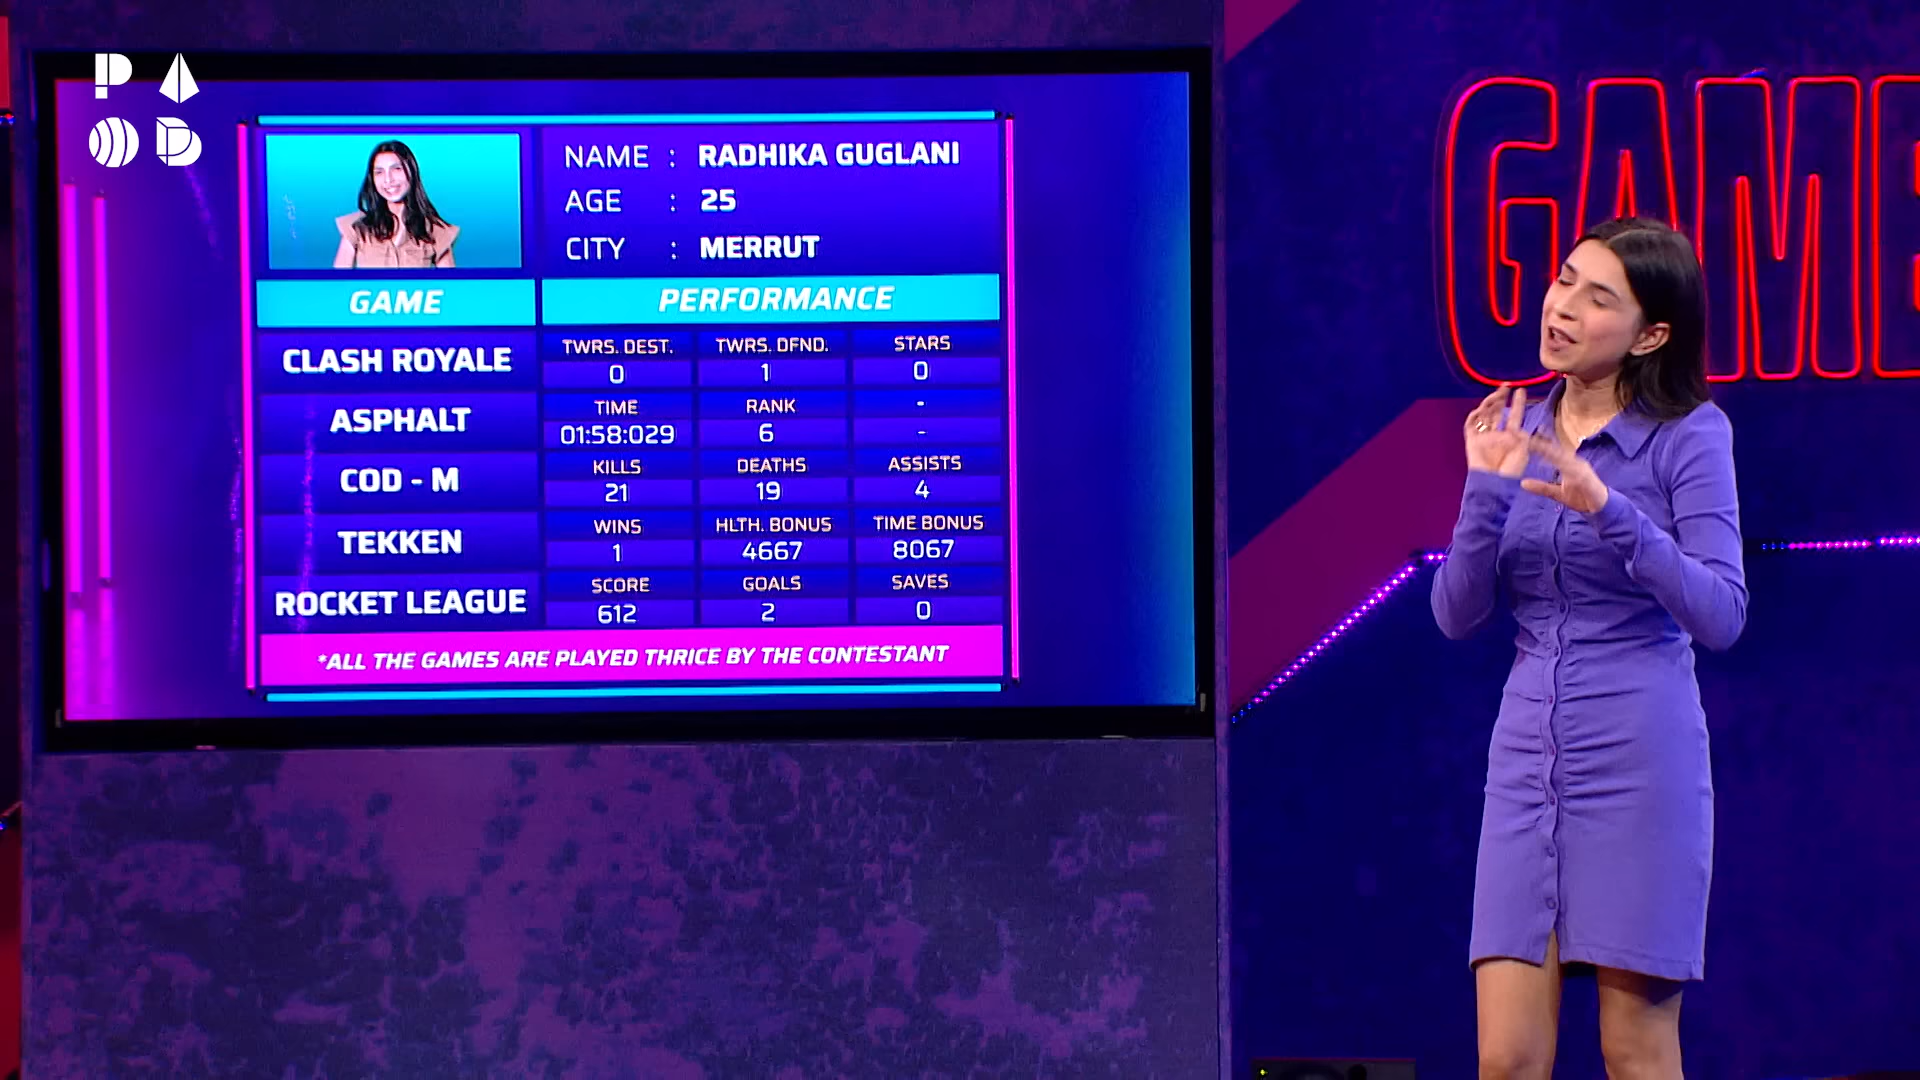 P A
O D
NAME : RADHIKA GUGLANI
AGE : 25
CITY : MERRUT
GAME PERFORMANCE
CLASH ROYALE
TWRS. DEST. TWRS. DFND. STARS
0 1 0
ASPHALT
TIME RANK -
01:58:029 6 -
COD - M
KILLS DEATHS ASSISTS
21 19 4
TEKKEN
WINS HLTH. BONUS TIME BONUS
1 4667 8067
ROCKET LEAGUE
SCORE GOALS SAVES
612 2 0
*ALL THE GAMES ARE PLAYED THRICE BY THE CONTESTANT
GAME